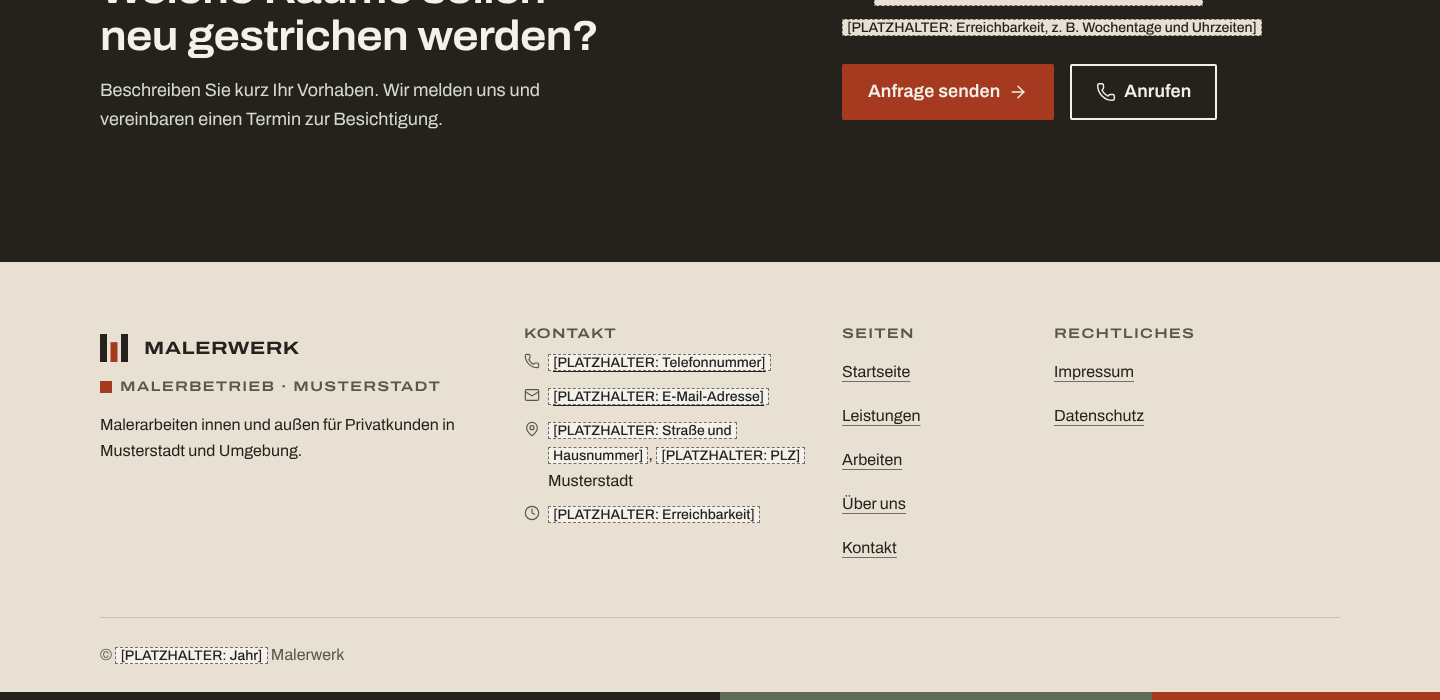 neu gestrichen werden?
Beschreiben Sie kurz Ihr Vorhaben. Wir melden uns und
vereinbaren einen Termin zur Besichtigung.
[PLATZHALTER: Erreichbarkeit, z. B. Wochentage und Uhrzeiten]
Anfrage senden
Anrufen
MALERWERK
MALERBETRIEB · MUSTERSTADT
Malerarbeiten innen und außen für Privatkunden in
Musterstadt und Umgebung.
KONTAKT
[PLATZHALTER: Telefonnummer]
[PLATZHALTER: E-Mail-Adresse]
[PLATZHALTER: Straße und
Hausnummer], [PLATZHALTER: PLZ]
Musterstadt
[PLATZHALTER: Erreichbarkeit]
SEITEN
Startseite
Leistungen
Arbeiten
Über uns
Kontakt
RECHTLICHES
Impressum
Datenschutz
© [PLATZHALTER: Jahr] Malerwerk